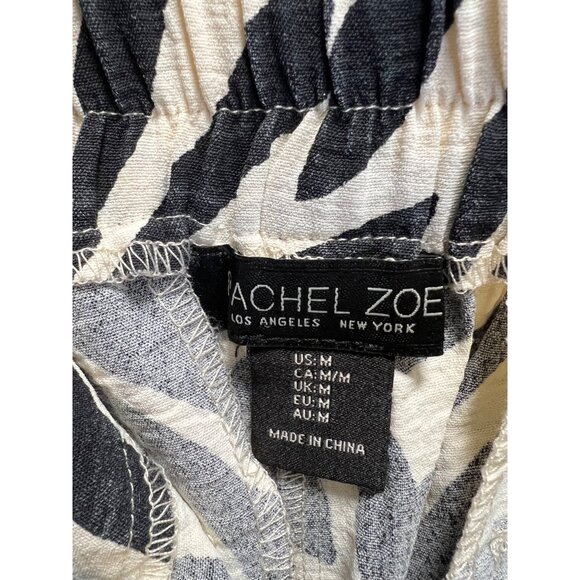 RACHEL ZOE
LOS ANGELES NEW YORK
US:M
CA:M/M
UK:M
EU:M
AU:M
MADE IN CHINA